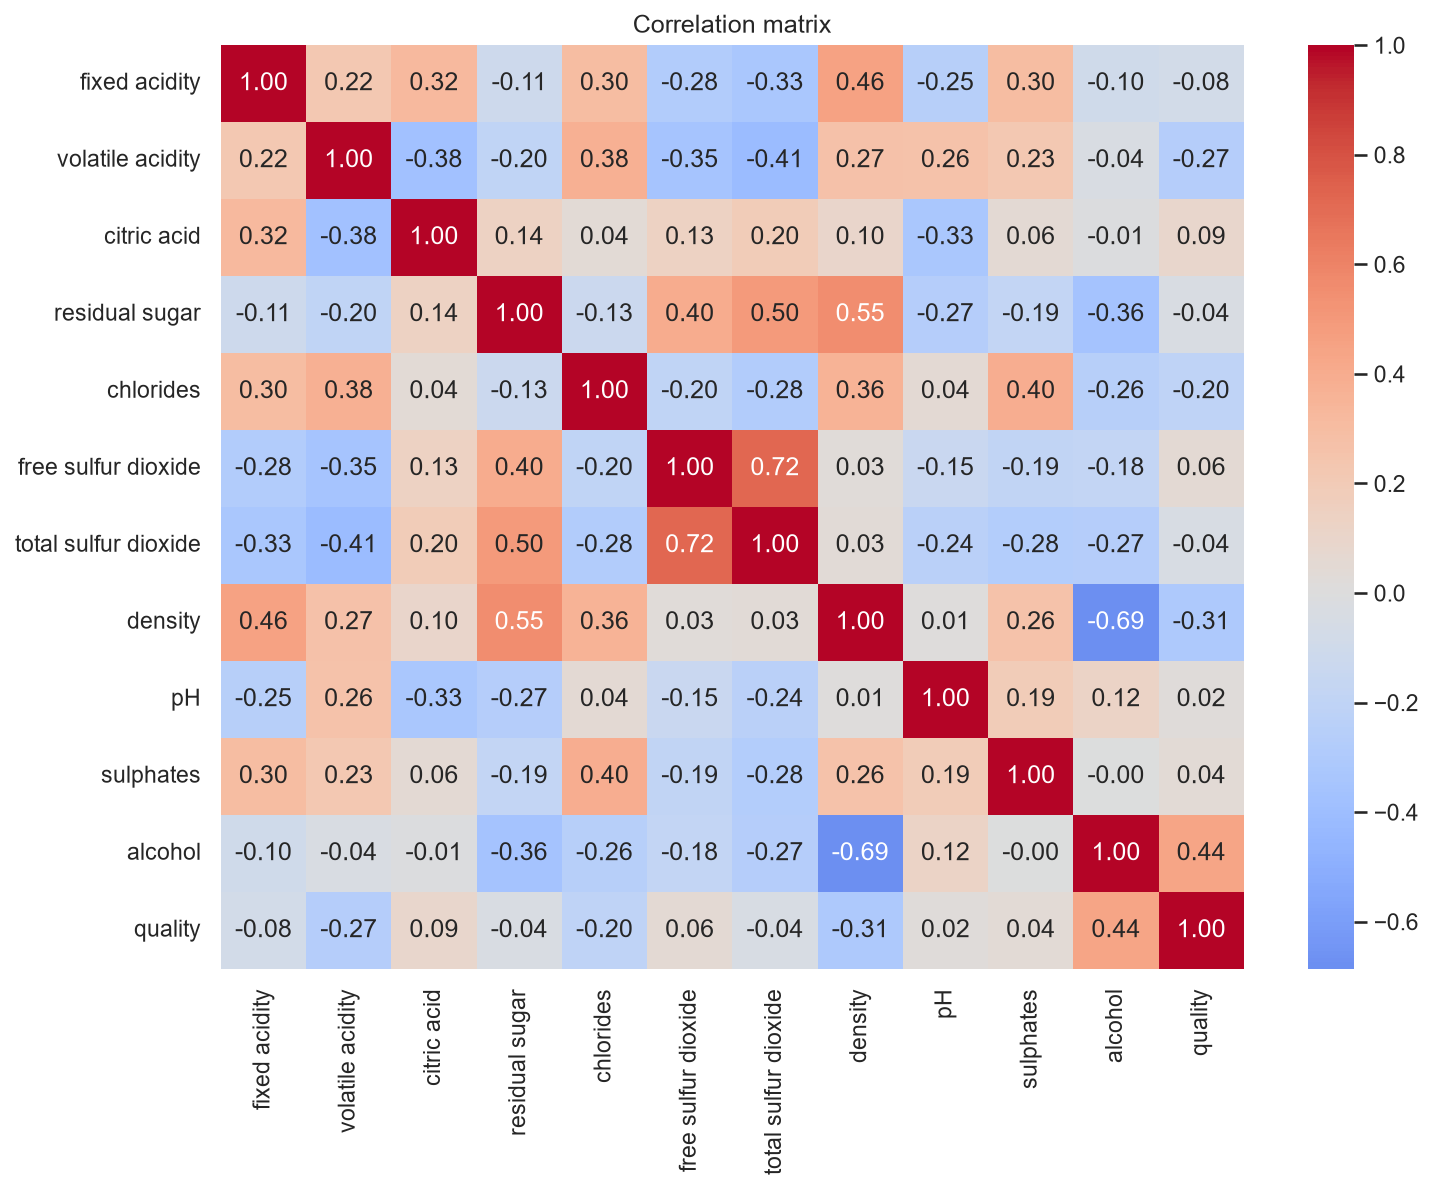 Correlation matrix
fixed acidity 1.00 0.22 0.32 -0.11 0.30 -0.28 -0.33 0.46 -0.25 0.30 -0.10 -0.08
volatile acidity 0.22 1.00 -0.38 -0.20 0.38 -0.35 -0.41 0.27 0.26 0.23 -0.04 -0.27
citric acid 0.32 -0.38 1.00 0.14 0.04 0.13 0.20 0.10 -0.33 0.06 -0.01 0.09
residual sugar -0.11 -0.20 0.14 1.00 -0.13 0.40 0.50 0.55 -0.27 -0.19 -0.36 -0.04
chlorides 0.30 0.38 0.04 -0.13 1.00 -0.20 -0.28 0.36 0.04 0.40 -0.26 -0.20
free sulfur dioxide -0.28 -0.35 0.13 0.40 -0.20 1.00 0.72 0.03 -0.15 -0.19 -0.18 0.06
total sulfur dioxide -0.33 -0.41 0.20 0.50 -0.28 0.72 1.00 0.03 -0.24 -0.28 -0.27 -0.04
density 0.46 0.27 0.10 0.55 0.36 0.03 0.03 1.00 0.01 0.26 -0.69 -0.31
pH -0.25 0.26 -0.33 -0.27 0.04 -0.15 -0.24 0.01 1.00 0.19 0.12 0.02
sulphates 0.30 0.23 0.06 -0.19 0.40 -0.19 -0.28 0.26 0.19 1.00 -0.00 0.04
alcohol -0.10 -0.04 -0.01 -0.36 -0.26 -0.18 -0.27 -0.69 0.12 -0.00 1.00 0.44
quality -0.08 -0.27 0.09 -0.04 -0.20 0.06 -0.04 -0.31 0.02 0.04 0.44 1.00
fixed acidity
volatile acidity
citric acid
residual sugar
chlorides
free sulfur dioxide
total sulfur dioxide
density
pH
sulphates
alcohol
quality
1.0
0.8
0.6
0.4
0.2
0.0
−0.2
−0.4
−0.6